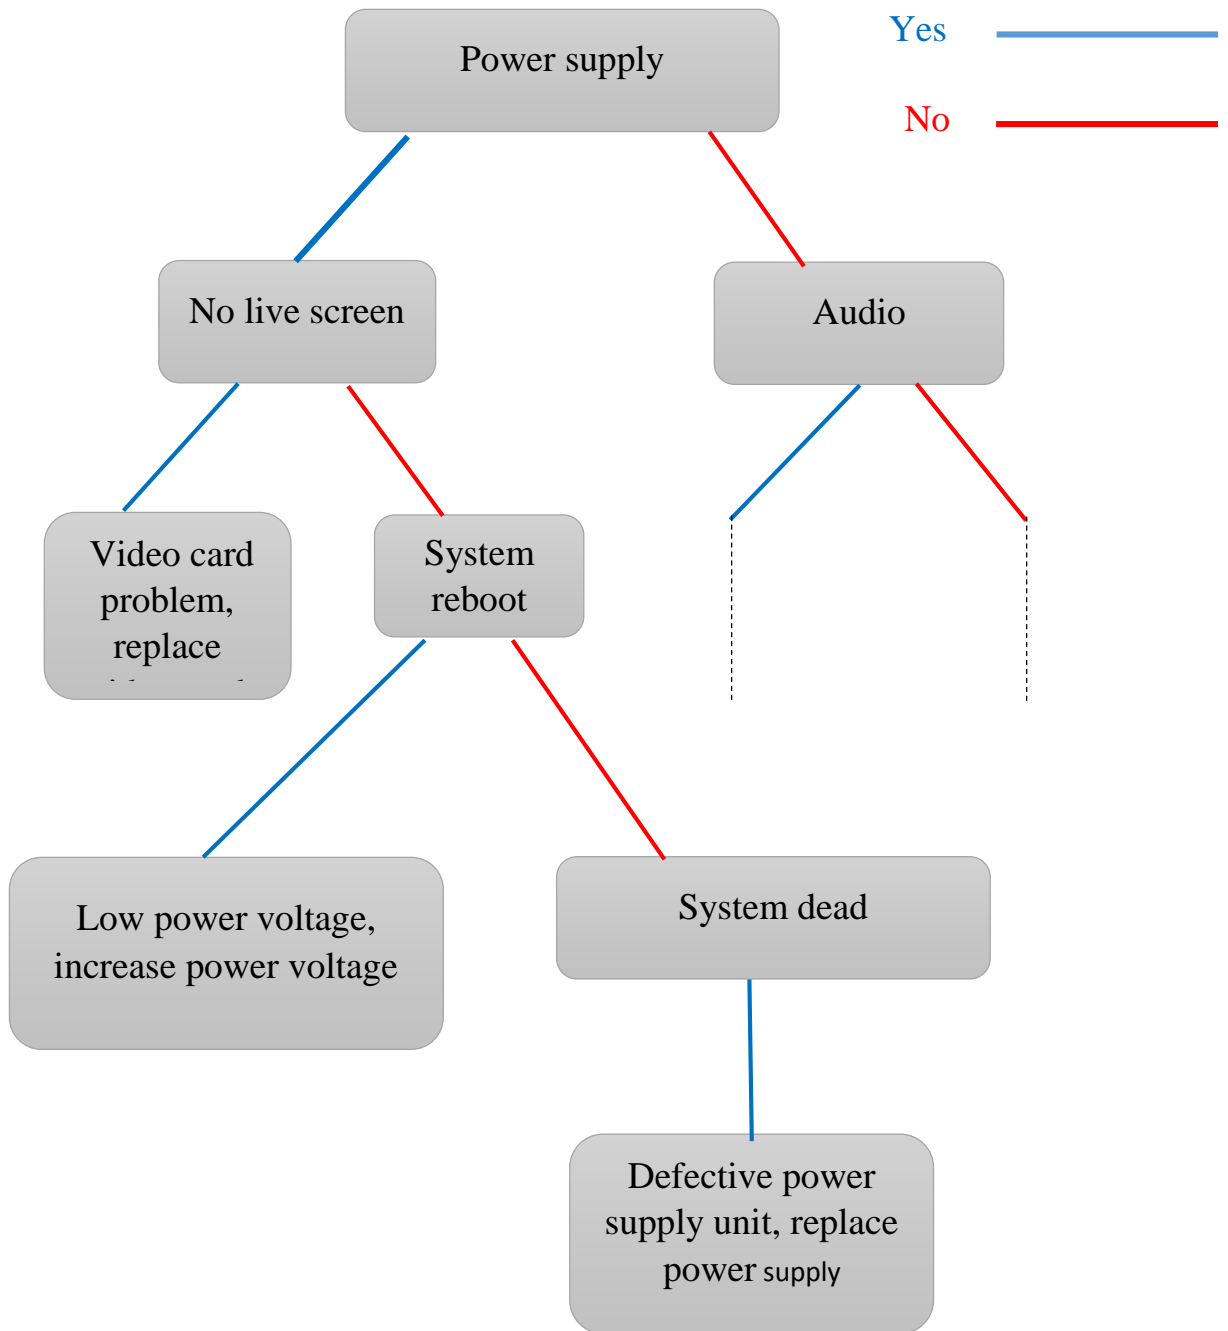 Power supply
Yes
No
No live screen
Audio
Video card
problem,
replace
System
reboot
Low power voltage,
increase power voltage
System dead
Defective power
supply unit, replace
power supply